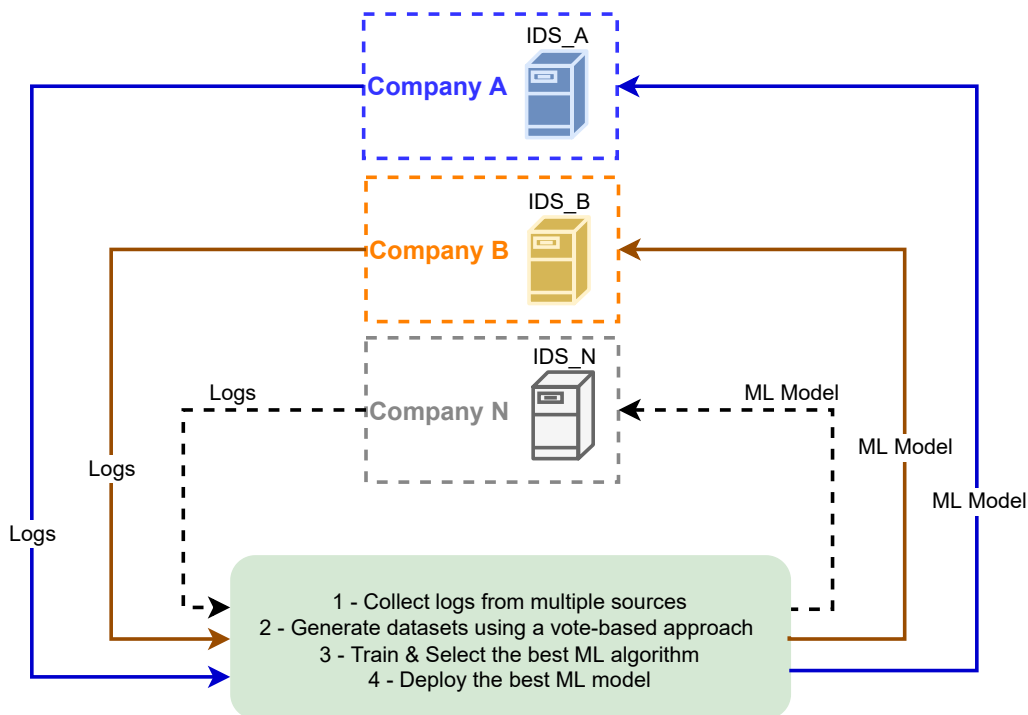 IDS_A
Company A
IDS_B
Company B
IDS_N
Company N
Logs
ML Model
Logs
ML Model
Logs
ML Model
1 - Collect logs from multiple sources
2 - Generate datasets using a vote-based approach
3 - Train & Select the best ML algorithm
4 - Deploy the best ML model